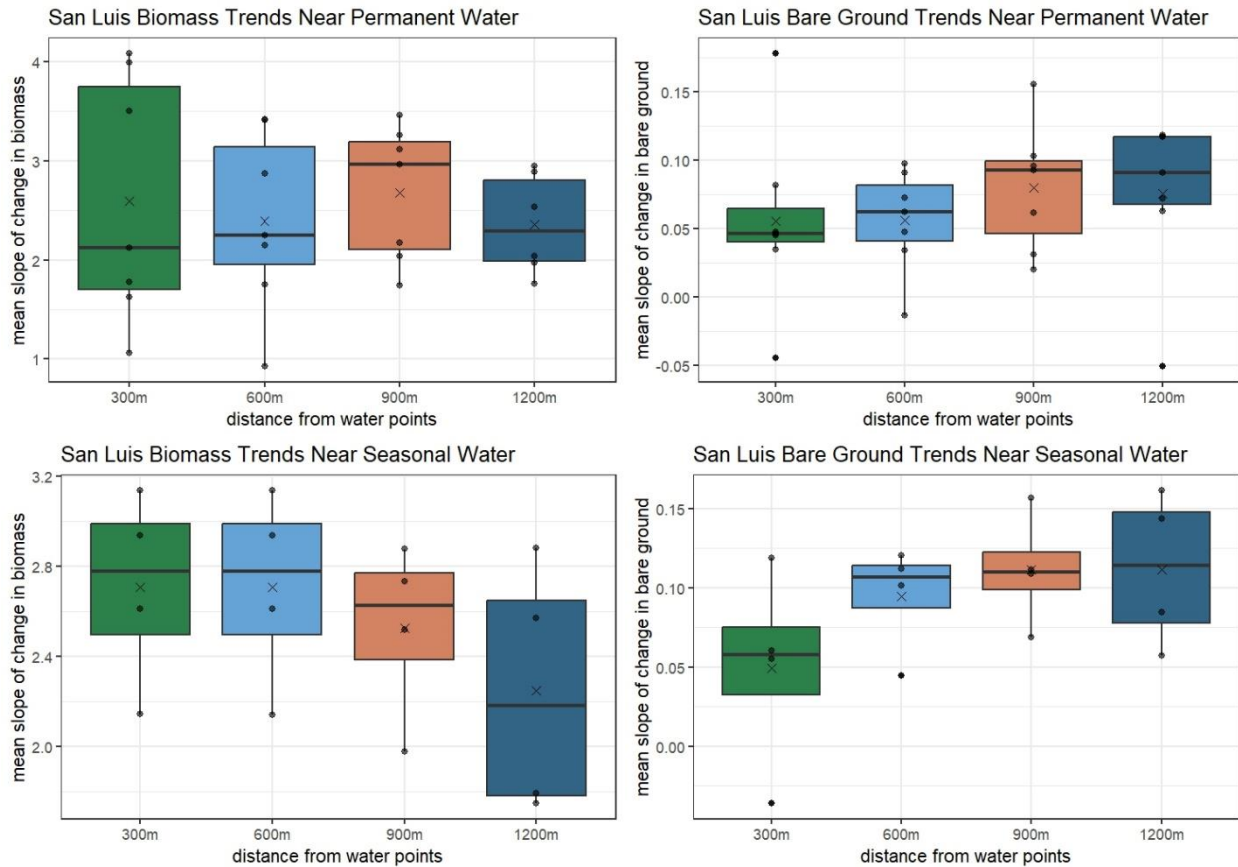 San Luis Biomass Trends Near Permanent Water
mean slope of change in biomass
4
3
2
1
300m 600m 900m 1200m
distance from water points
San Luis Bare Ground Trends Near Permanent Water
mean slope of change in bare ground
0.15
0.10
0.05
0.00
-0.05
300m 600m 900m 1200m
distance from water points
San Luis Biomass Trends Near Seasonal Water
mean slope of change in biomass
3.2
2.8
2.4
2.0
300m 600m 900m 1200m
distance from water points
San Luis Bare Ground Trends Near Seasonal Water
mean slope of change in bare ground
0.15
0.10
0.05
0.00
300m 600m 900m 1200m
distance from water points